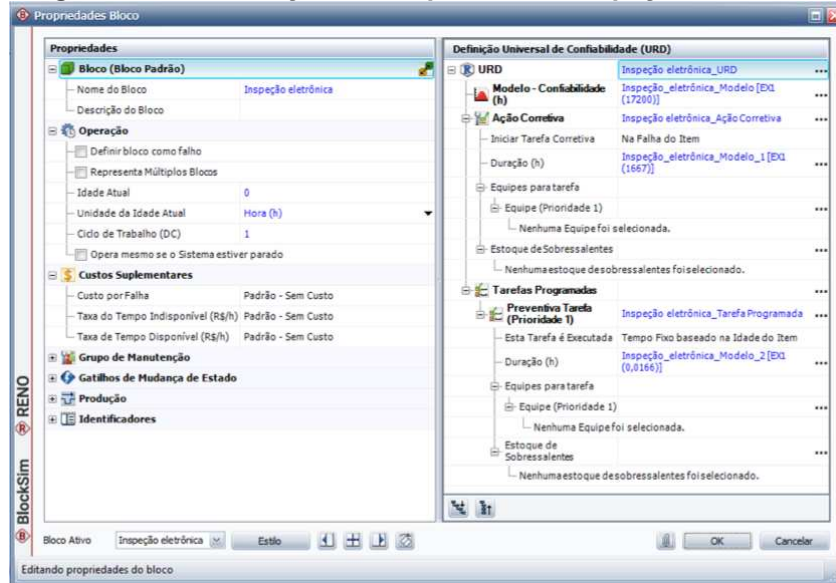 Propriedades Bloco
Propriedades
Bloco (Bloco Padrão)
Nome do Bloco Inspeção eletrônica
Descrição do Bloco
Operação
Definir bloco como falho
Representa Múltiplos Blocos
Idade Atual 0
Unidade da Idade Atual Hora (h)
Ciclo de Trabalho (DC) 1
Opera mesmo se o Sistema estiver parado
Custos Suplementares
Custo por Falha Padrão - Sem Custo
Taxa do Tempo Indisponível (R$/h) Padrão - Sem Custo
Taxa de Tempo Disponível (R$/h) Padrão - Sem Custo
Grupo de Manutenção
Gatilhos de Mudança de Estado
Produção
Identificadores
Definição Universal de Confiabilidade (URD)
URD Inspeção eletrônica_URD ...
Modelo - Confiabilidade (h) Inspeção_eletrônica_Modelo [EX1 (17200)] ...
Ação Corretiva Inspeção eletrônica_Ação Corretiva ...
Iniciar Tarefa Corretiva Na Falha do Item
Duração (h) Inspeção_eletrônica_Modelo_1 [EX1 (1667)] ...
Equipes para tarefa
Equipe (Prioridade 1) ...
Nenhuma Equipe foi selecionada.
Estoque de Sobressalentes ...
Nenhuma estoque de sobressalentes foi selecionado.
Tarefas Programadas
Preventiva Tarefa (Prioridade 1) Inspeção eletrônica_Tarefa Programada ...
Esta Tarefa é Executada Tempo Fixo baseado na Idade do Item
Duração (h) Inspeção_eletrônica_Modelo_2 [EX1 (0,0166)] ...
Equipes para tarefa
Equipe (Prioridade 1) ...
Nenhuma Equipe foi selecionada.
Estoque de Sobressalentes ...
Nenhuma estoque de sobressalentes foi selecionado.
BlockSim RENO
Bloco Ativo Inspeção eletrônica Estilo OK Cancelar
Editando propriedades do bloco